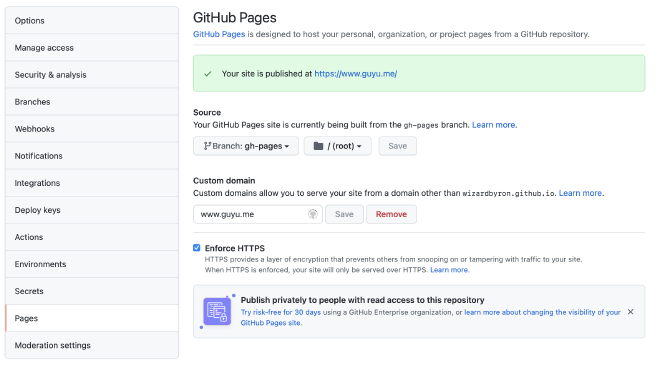 Options
Manage access
Security & analysis
Branches
Webhooks
Notifications
Integrations
Deploy keys
Actions
Environments
Secrets
Pages
Moderation settings
GitHub Pages
GitHub Pages is designed to host your personal, organization, or project pages from a GitHub repository.
Your site is published at https://www.guyu.me/
Source
Your GitHub Pages site is currently being built from the gh-pages branch. Learn more.
Branch: gh-pages
/ (root)
Save
Custom domain
Custom domains allow you to serve your site from a domain other than wizardbyron.github.io. Learn more.
www.guyu.me
Save
Remove
Enforce HTTPS
HTTPS provides a layer of encryption that prevents others from snooping on or tampering with traffic to your site.
When HTTPS is enforced, your site will only be served over HTTPS. Learn more.
Publish privately to people with read access to this repository
Try risk-free for 30 days using a GitHub Enterprise organization, or learn more about changing the visibility of your
GitHub Pages site.